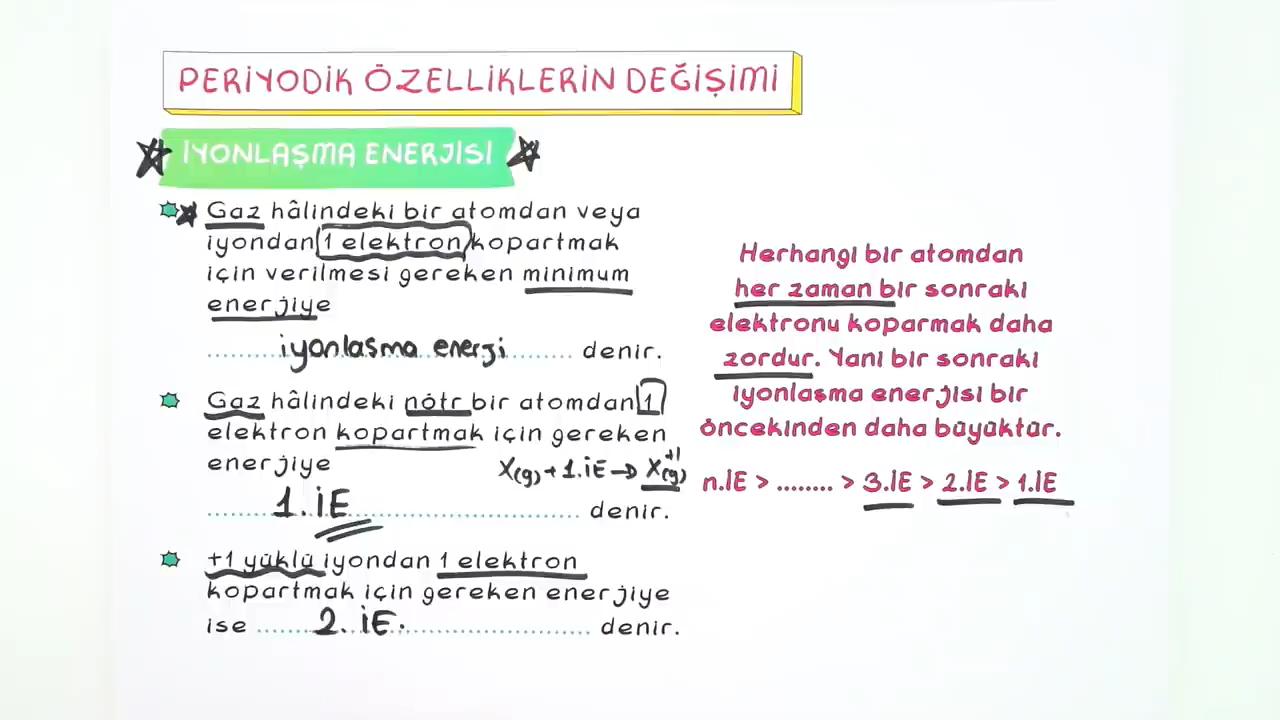 PERİYODİK ÖZELLİKLERİN DEĞİŞİMİ
İYONLAŞMA ENERJİSİ
Gaz hâlindeki bir atomdan veya
iyondan 1 elektron kopartmak
için verilmesi gereken minimum
enerjiye
iyonlaşma enerji denir.
Gaz hâlindeki nötr bir atomdan 1
elektron kopartmak için gereken
enerjiye
X(g) + 1.İE → X(g)+1
1.İE denir.
+1 yüklü iyondan 1 elektron
kopartmak için gereken enerjiye
ise 2. İE. denir.
Herhangi bir atomdan
her zaman bir sonraki
elektronu koparmak daha
zordur. Yani bir sonraki
iyonlaşma enerjisi bir
öncekinden daha büyüktür.
n.İE > ......... > 3.İE > 2.İE > 1.İE